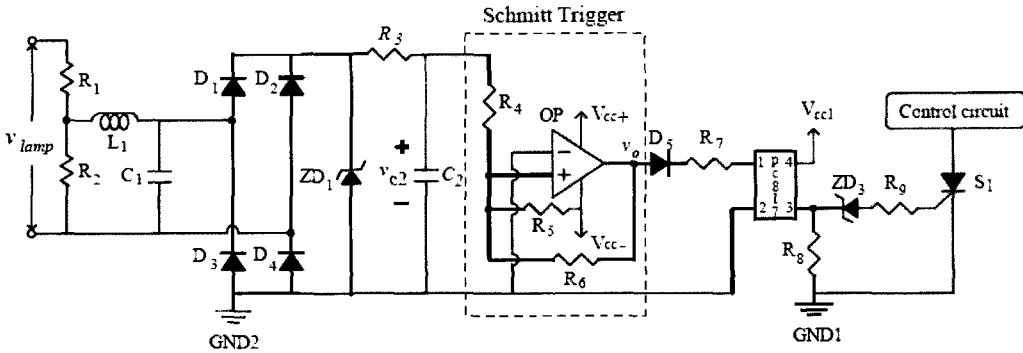 Schmitt Trigger
R3
R1
D1
D2
R4
OP
Vcc+
Vcc1
Control circuit
vlamp
L1
vo
D5
R7
1
4
PC817
2
3
R2
C1
ZD1
+
vc2
−
C2
−
+
ZD3
R9
S1
R5
Vcc−
R8
D3
D4
R6
GND2
GND1